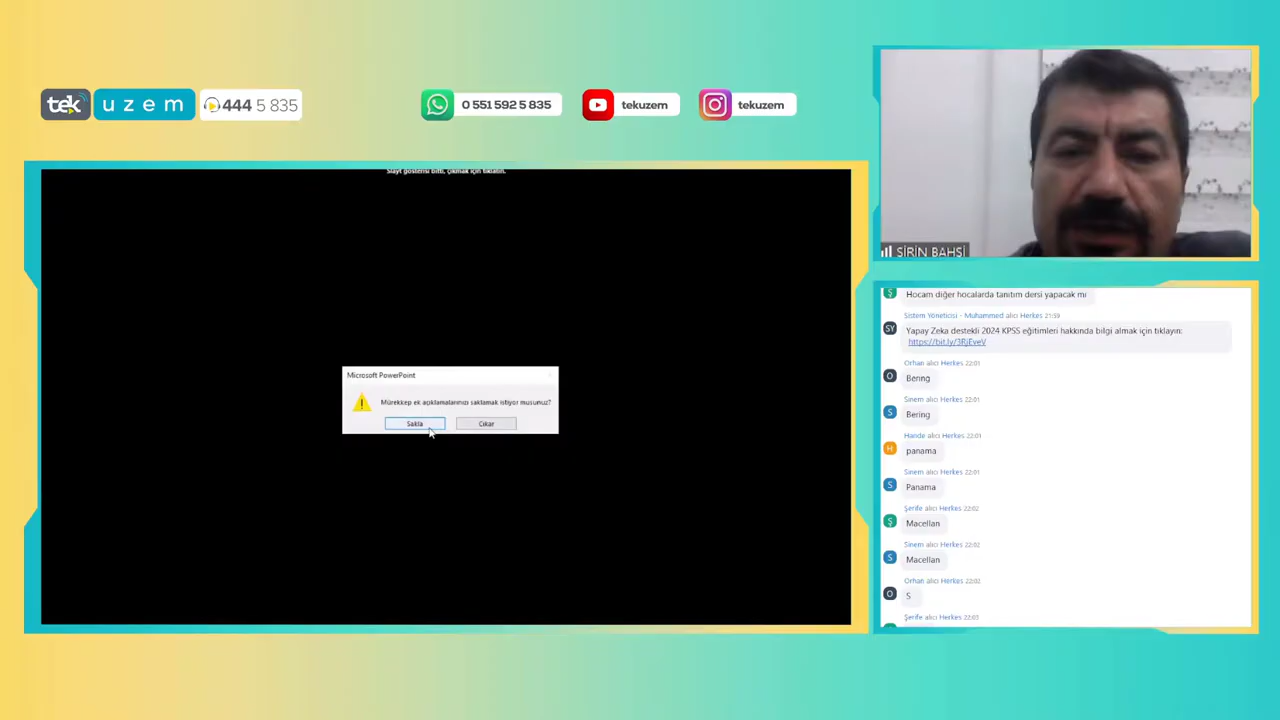 tek
uzem
444 5 835
0 551 592 5 835
tekuzem
tekuzem
Slayt gösterisi bitti, çıkmak için tıklatın.
Microsoft PowerPoint
Mürekkep ek açıklamalarınızı saklamak istiyor musunuz?
Sakla
Çıkar
ŞİRİN BAHŞİ
Ş
Hocam diğer hocalarda tanıtım dersi yapacak mı
Sistem Yöneticisi - Muhammed alıcı Herkes 21:59
SY
Yapay Zeka destekli 2024 KPSS eğitimleri hakkında bilgi almak için tıklayın:
https://bit.ly/3RjEveV
Orhan alıcı Herkes 22:01
O
Bering
Sinem alıcı Herkes 22:01
S
Bering
Hande alıcı Herkes 22:01
H
panama
Sinem alıcı Herkes 22:01
S
Panama
Şerife alıcı Herkes 22:02
Ş
Macellan
Sinem alıcı Herkes 22:02
S
Macellan
Orhan alıcı Herkes 22:02
O
S
Şerife alıcı Herkes 22:03